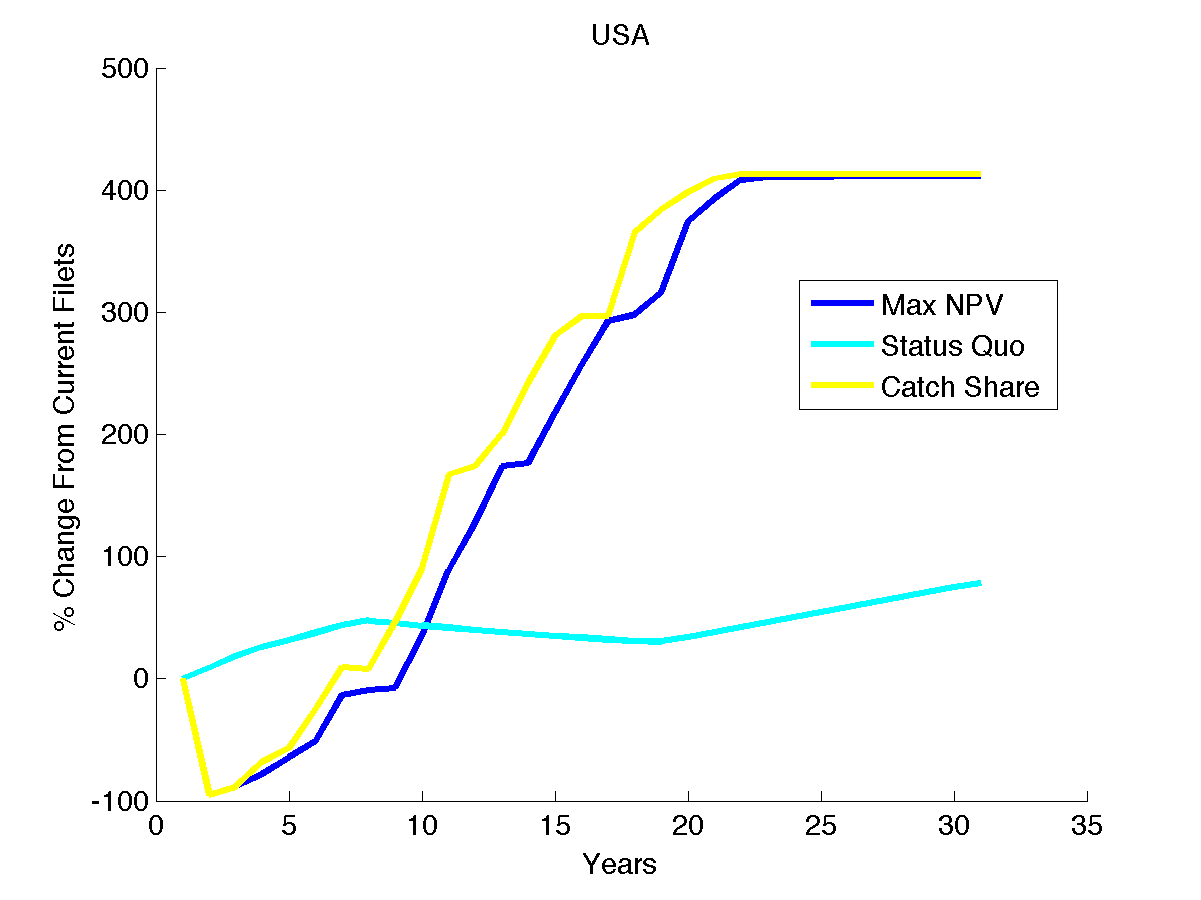 USA
500
400
300
200
100
0
-100
% Change From Current Filets
Max NPV
Status Quo
Catch Share
0 5 10 15 20 25 30 35
Years